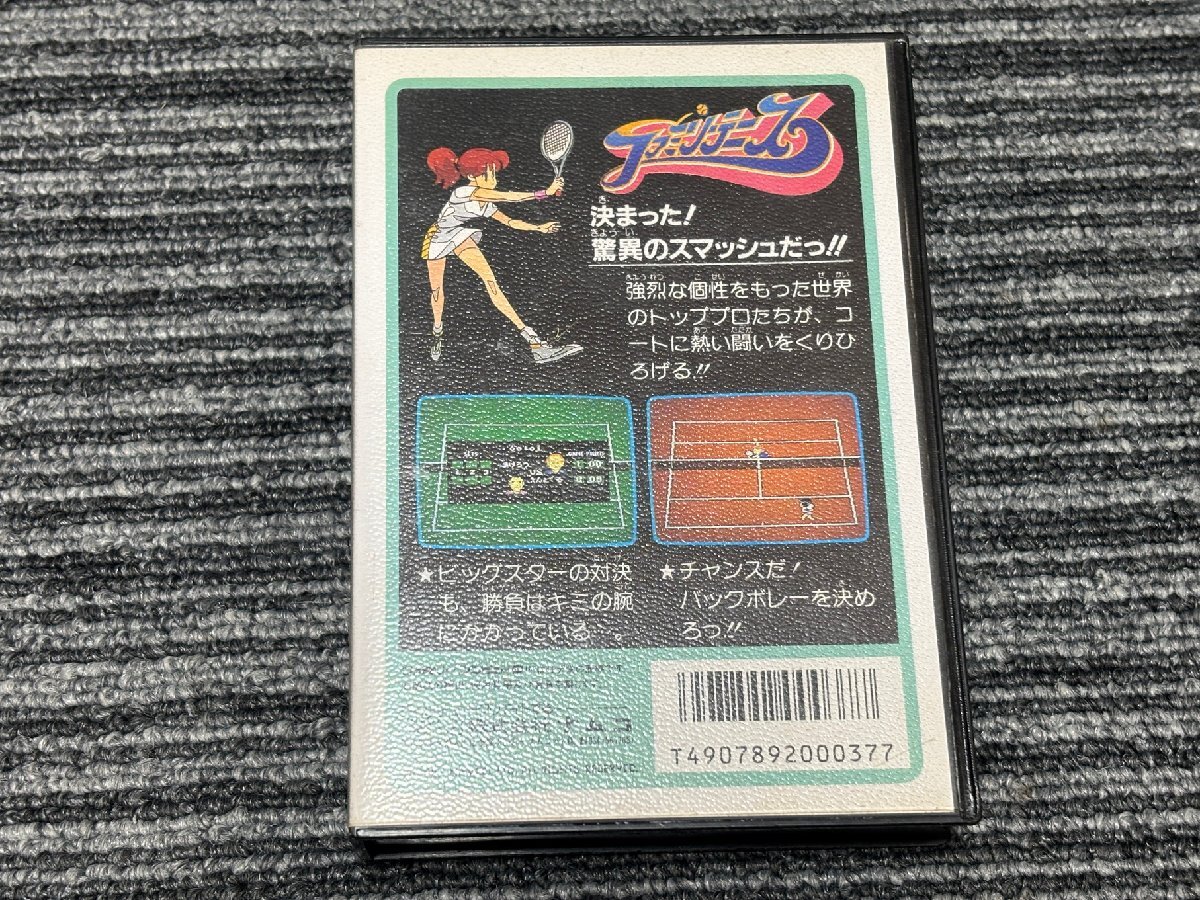 ファミリーテニス
決まった!
驚異のスマッシュだっ!!
強烈な個性をもった世界
のトッププロたちが、コ
ートに熱い闘いをくりひ
ろげる!!
★ビッグスターの対決
も、勝負はキミの腕
にかかっている…。
★チャンスだ!
バックボレーを決め
ろっ!!
T4907892000377